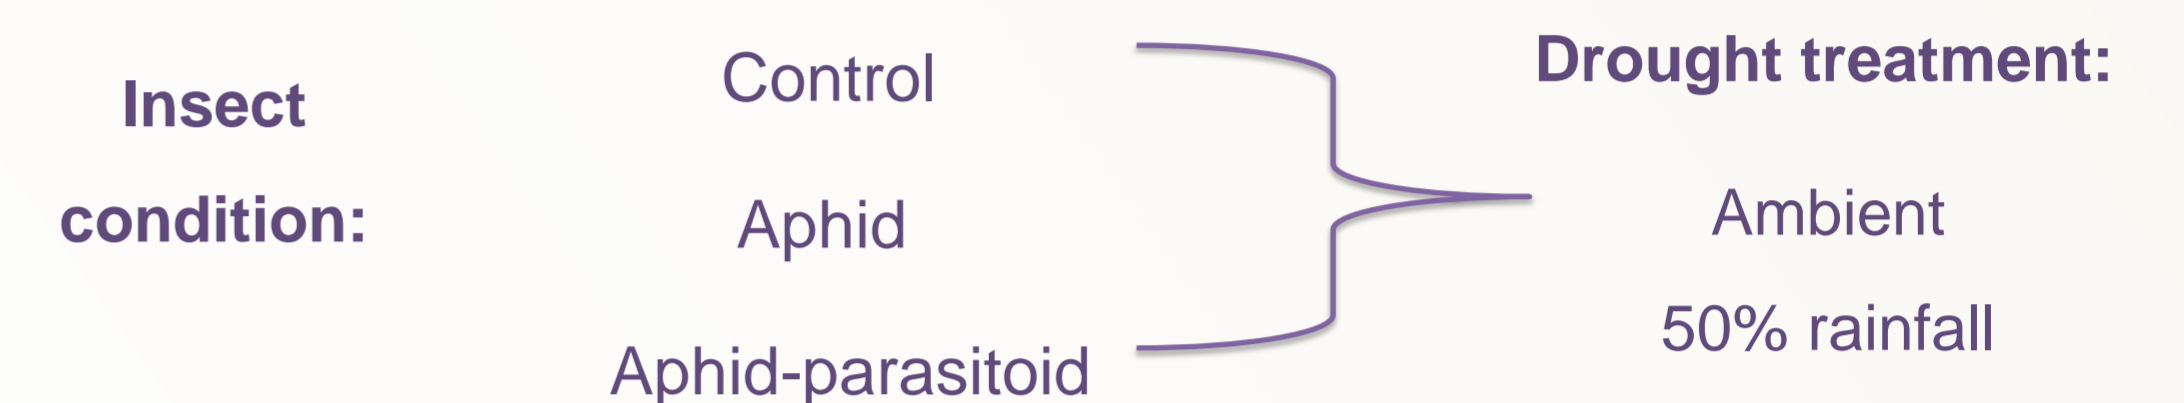 Insect
condition:
Control
Aphid
Aphid-parasitoid
Drought treatment:
Ambient
50% rainfall